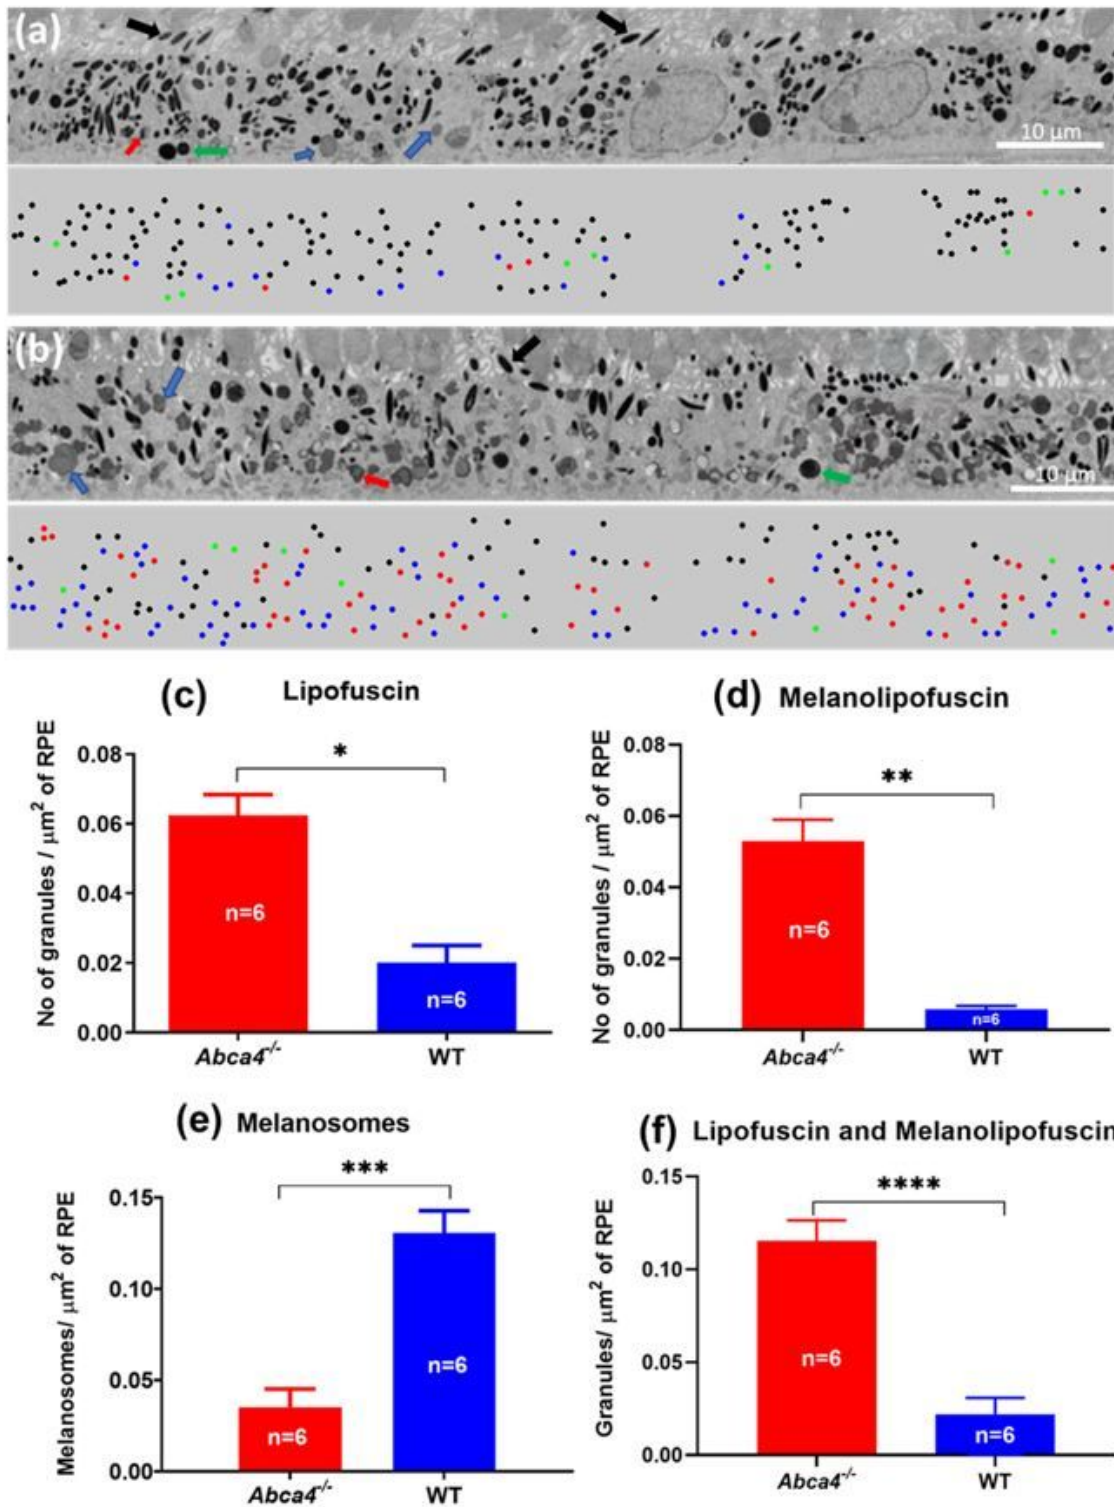 (a)
10 μm
(b)
10 μm
(c) Lipofuscin
No of granules / μm² of RPE
0.08
0.06
0.04
0.02
0.00
*
n=6
n=6
Abca4-/-
WT
(d) Melanolipofuscin
No of granules / μm² of RPE
0.08
0.06
0.04
0.02
0.00
**
n=6
n=6
Abca4-/-
WT
(e) Melanosomes
Melanosomes/ μm² of RPE
0.15
0.10
0.05
0.00
***
n=6
n=6
Abca4-/-
WT
(f) Lipofuscin and Melanolipofuscin
Granules/ μm² of RPE
0.15
0.10
0.05
0.00
****
n=6
n=6
Abca4-/-
WT